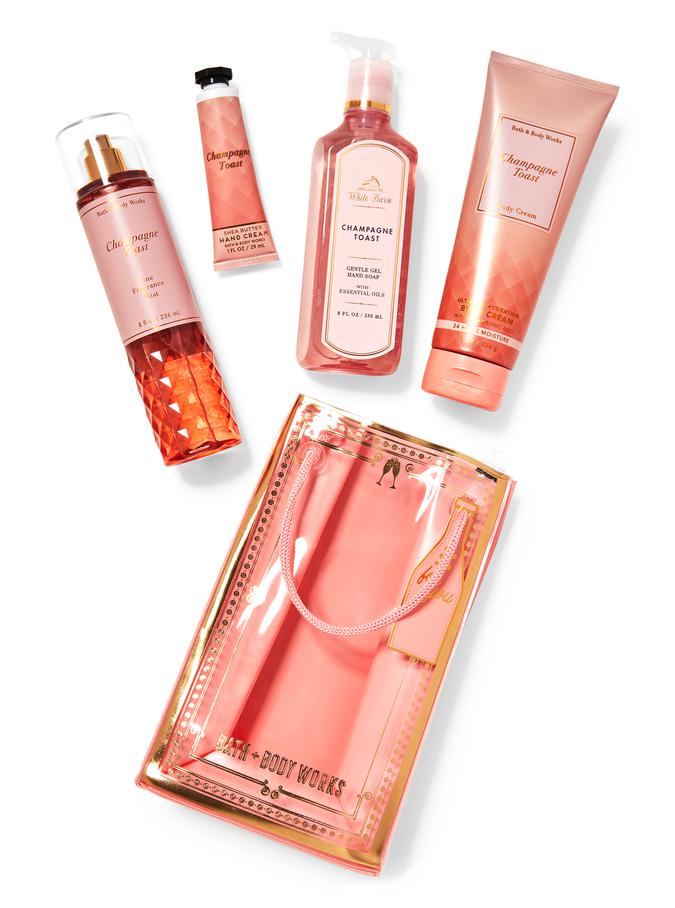 Bath & Body Works
Champagne
Toast
Fine
Fragrance
Mist
8 fl oz / 236 mL
Champagne
Toast
SHEA BUTTER
HAND CREAM
BATH & BODY WORKS
1 FL OZ / 29 mL
White Barn
CHAMPAGNE
TOAST
GENTLE GEL
HAND SOAP
-WITH-
ESSENTIAL OILS
8 FL OZ / 236 mL
Bath & Body Works
Champagne
Toast
Body Cream
HYDRATION
BODY CREAM
24 HOUR MOISTURE
you
BATH + BODY WORKS